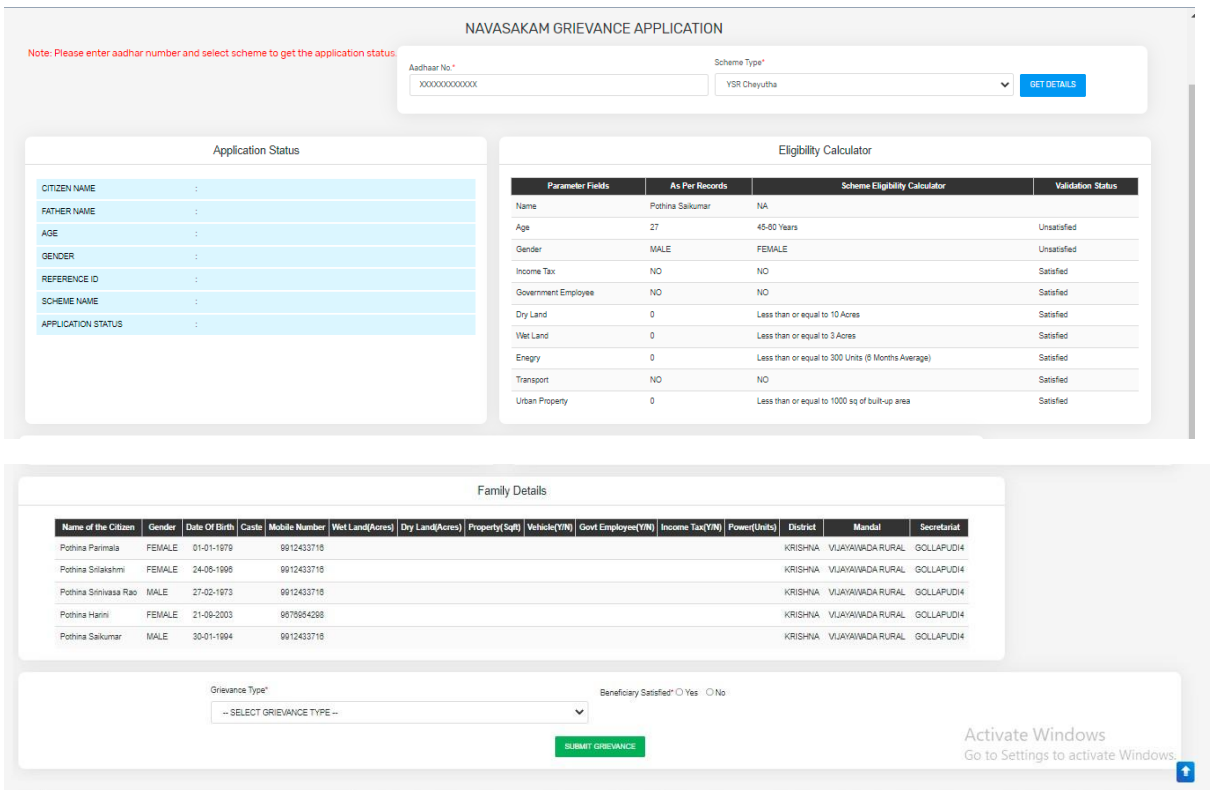 NAVASAKAM GRIEVANCE APPLICATION
Note: Please enter aadhar number and select scheme to get the application status.
Aadhaar No.*
Scheme Type*
XXXXXXXXXXXX
YSR Cheyutha
GET DETAILS
Application Status
CITIZEN NAME :
FATHER NAME :
AGE :
GENDER :
REFERENCE ID :
SCHEME NAME :
APPLICATION STATUS :
Eligibility Calculator
Parameter Fields As Per Records Scheme Eligibility Calculator Validation Status
Name Pothina Saikumar NA
Age 27 45-60 Years Unsatisfied
Gender MALE FEMALE Unsatisfied
Income Tax NO NO Satisfied
Government Employee NO NO Satisfied
Dry Land 0 Less than or equal to 10 Acres Satisfied
Wet Land 0 Less than or equal to 3 Acres Satisfied
Enegry 0 Less than or equal to 300 Units (6 Months Average) Satisfied
Transport NO NO Satisfied
Urban Property 0 Less than or equal to 1000 sq of built-up area Satisfied
Family Details
Name of the Citizen Gender Date Of Birth Caste Mobile Number Wet Land(Acres) Dry Land(Acres) Property(Sqft) Vehicle(Y/N) Govt Employee(Y/N) Income Tax(Y/N) Power(Units) District Mandal Secretariat
Pothina Parimala FEMALE 01-01-1979 9912433716 KRISHNA VIJAYAWADA RURAL GOLLAPUDI4
Pothina Srilakshmi FEMALE 24-06-1996 9912433716 KRISHNA VIJAYAWADA RURAL GOLLAPUDI4
Pothina Srinivasa Rao MALE 27-02-1973 9912433716 KRISHNA VIJAYAWADA RURAL GOLLAPUDI4
Pothina Harini FEMALE 21-09-2003 9676954298 KRISHNA VIJAYAWADA RURAL GOLLAPUDI4
Pothina Saikumar MALE 30-01-1994 9912433716 KRISHNA VIJAYAWADA RURAL GOLLAPUDI4
Grievance Type*
Beneficiary Satisfied* Yes No
-- SELECT GRIEVANCE TYPE --
SUBMIT GRIEVANCE
Activate Windows
Go to Settings to activate Windows.